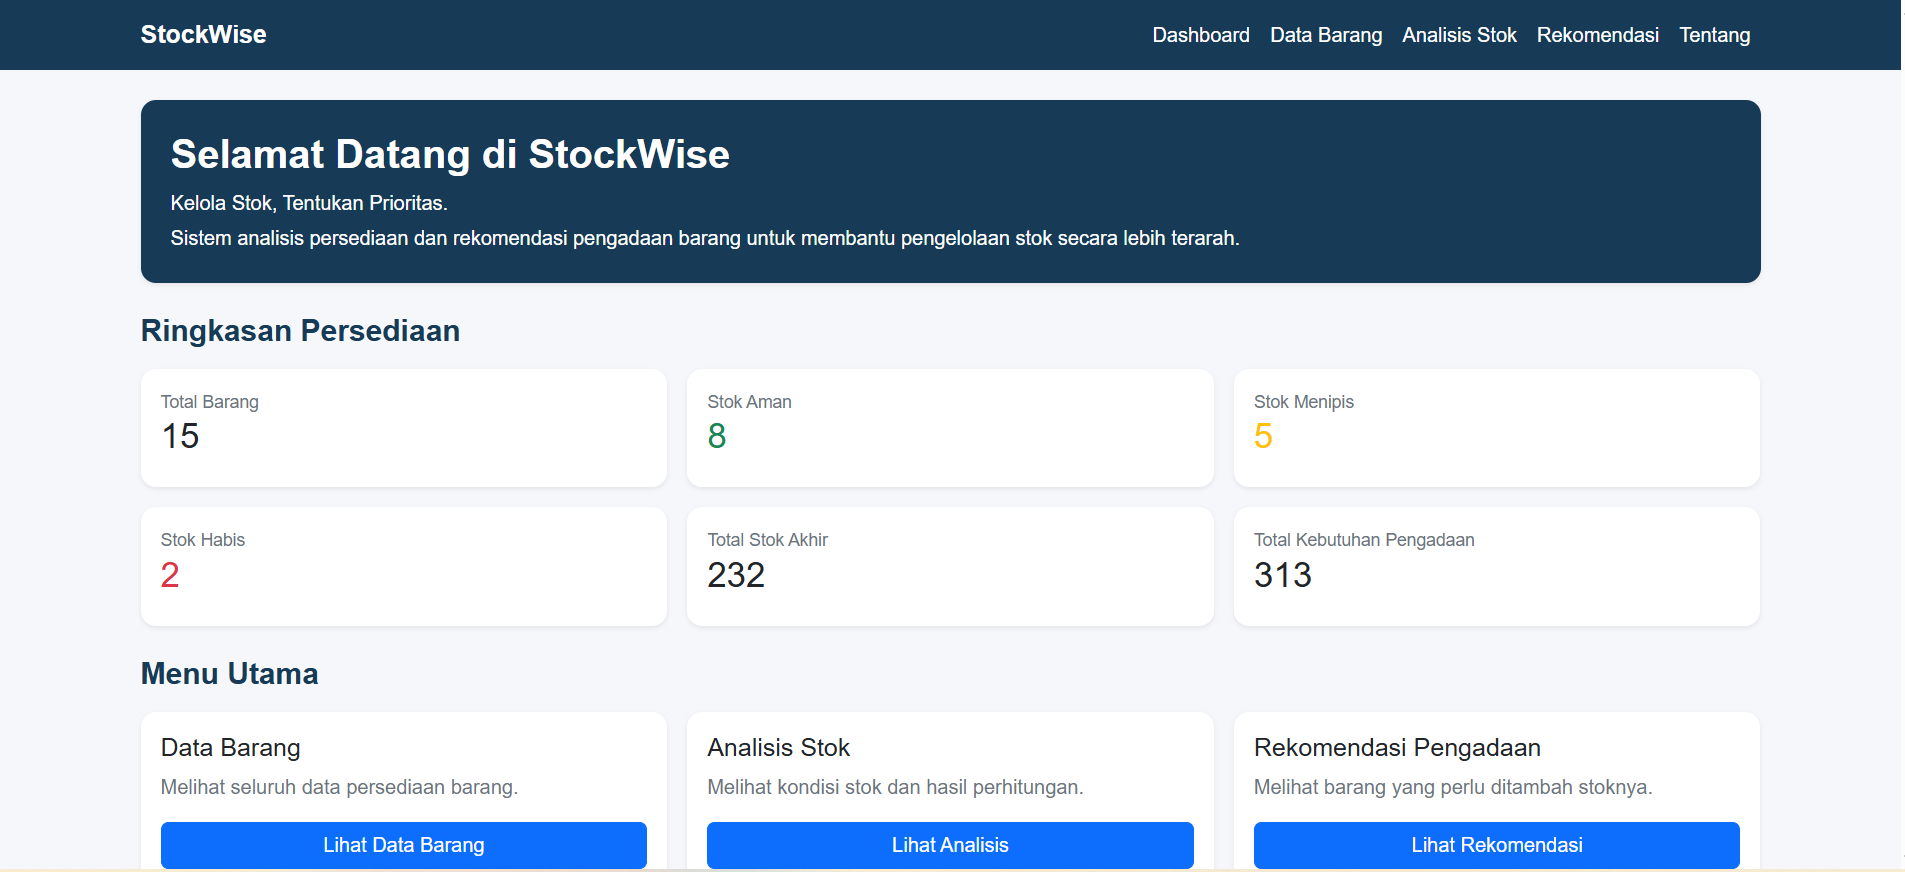 StockWise
Dashboard Data Barang Analisis Stok Rekomendasi Tentang
Selamat Datang di StockWise
Kelola Stok, Tentukan Prioritas.
Sistem analisis persediaan dan rekomendasi pengadaan barang untuk membantu pengelolaan stok secara lebih terarah.
Ringkasan Persediaan
Total Barang
15
Stok Aman
8
Stok Menipis
5
Stok Habis
2
Total Stok Akhir
232
Total Kebutuhan Pengadaan
313
Menu Utama
Data Barang
Melihat seluruh data persediaan barang.
Lihat Data Barang
Analisis Stok
Melihat kondisi stok dan hasil perhitungan.
Lihat Analisis
Rekomendasi Pengadaan
Melihat barang yang perlu ditambah stoknya.
Lihat Rekomendasi